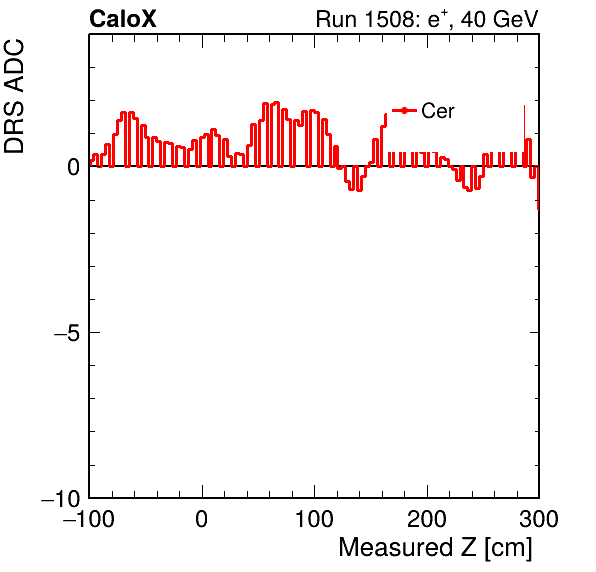 CaloX Run 1508: e⁺, 40 GeV
DRS ADC
Cer
0
−5
−10
−100 0 100 200 300
Measured Z [cm]